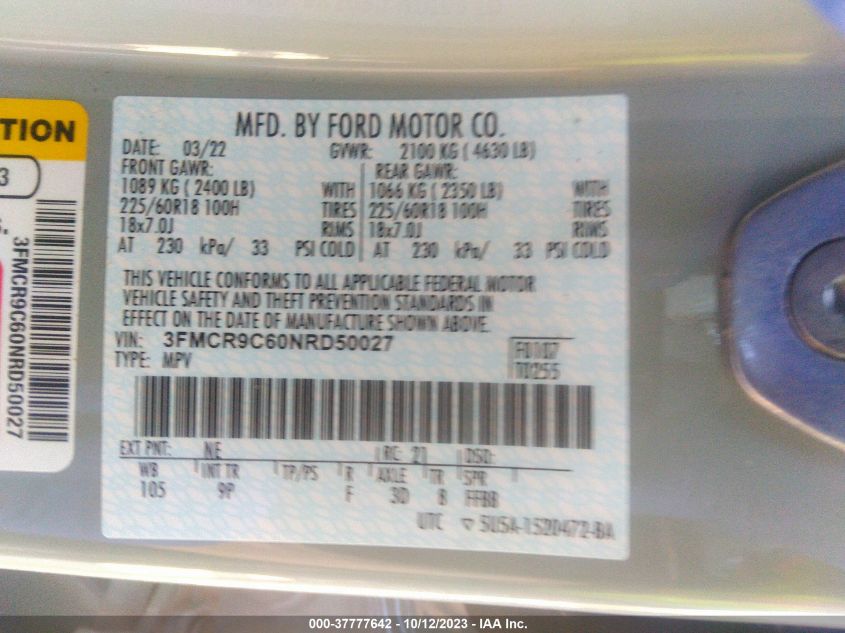 TION
3
3FMCR9C60NRD50027
MFD. BY FORD MOTOR CO.
DATE: 03/22 GVWR: 2100 KG ( 4630 LB)
FRONT GAWR: REAR GAWR:
1089 KG ( 2400 LB) WITH 1066 KG ( 2350 LB) WITH
225/60R18 100H TIRES 225/60R18 100H TIRES
18x7.0J RIMS 18x7.0J RIMS
AT 230 kPa/ 33 PSI COLD AT 230 kPa/ 33 PSI COLD
THIS VEHICLE CONFORMS TO ALL APPLICABLE FEDERAL MOTOR
VEHICLE SAFETY AND THEFT PREVENTION STANDARDS IN
EFFECT ON THE DATE OF MANUFACTURE SHOWN ABOVE.
VIN: 3FMCR9C60NRD50027 F0107
TYPE: MPV T0255
EXT PNT: NE RC: 21 DSO:
WB INT TR TP/PS R AXLE TR SPR
105 9P F 3D 8 FFBB
UTC 5U5A-1520472-BA
000-37777642 - 10/12/2023 - IAA Inc.